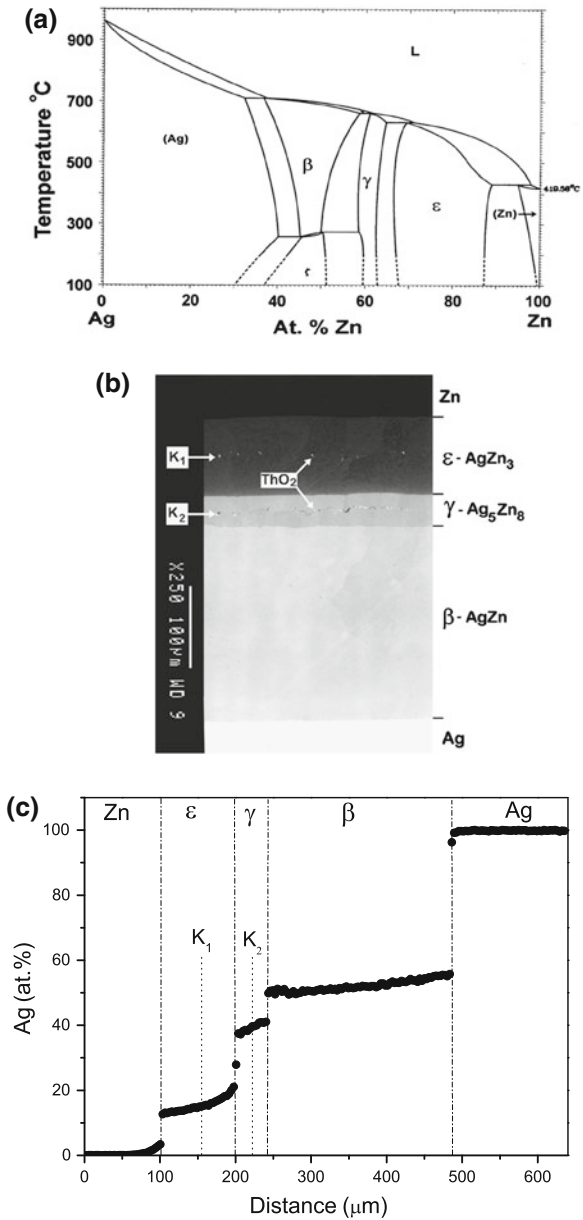 (a)
900
700
500
300
100
Temperature °C
L
(Ag)
β
γ
ε
(Zn)
419.58°C
ζ
0
20
40
60
80
100
Ag
At. % Zn
Zn
(b)
Zn
K1
ε - AgZn3
ThO2
K2
γ - Ag5Zn8
β - AgZn
Ag
X250 100μm WD 9
(c)
Zn
ε
γ
β
Ag
100
80
60
40
20
0
Ag (at.%)
K1
K2
0
100
200
300
400
500
600
Distance (μm)